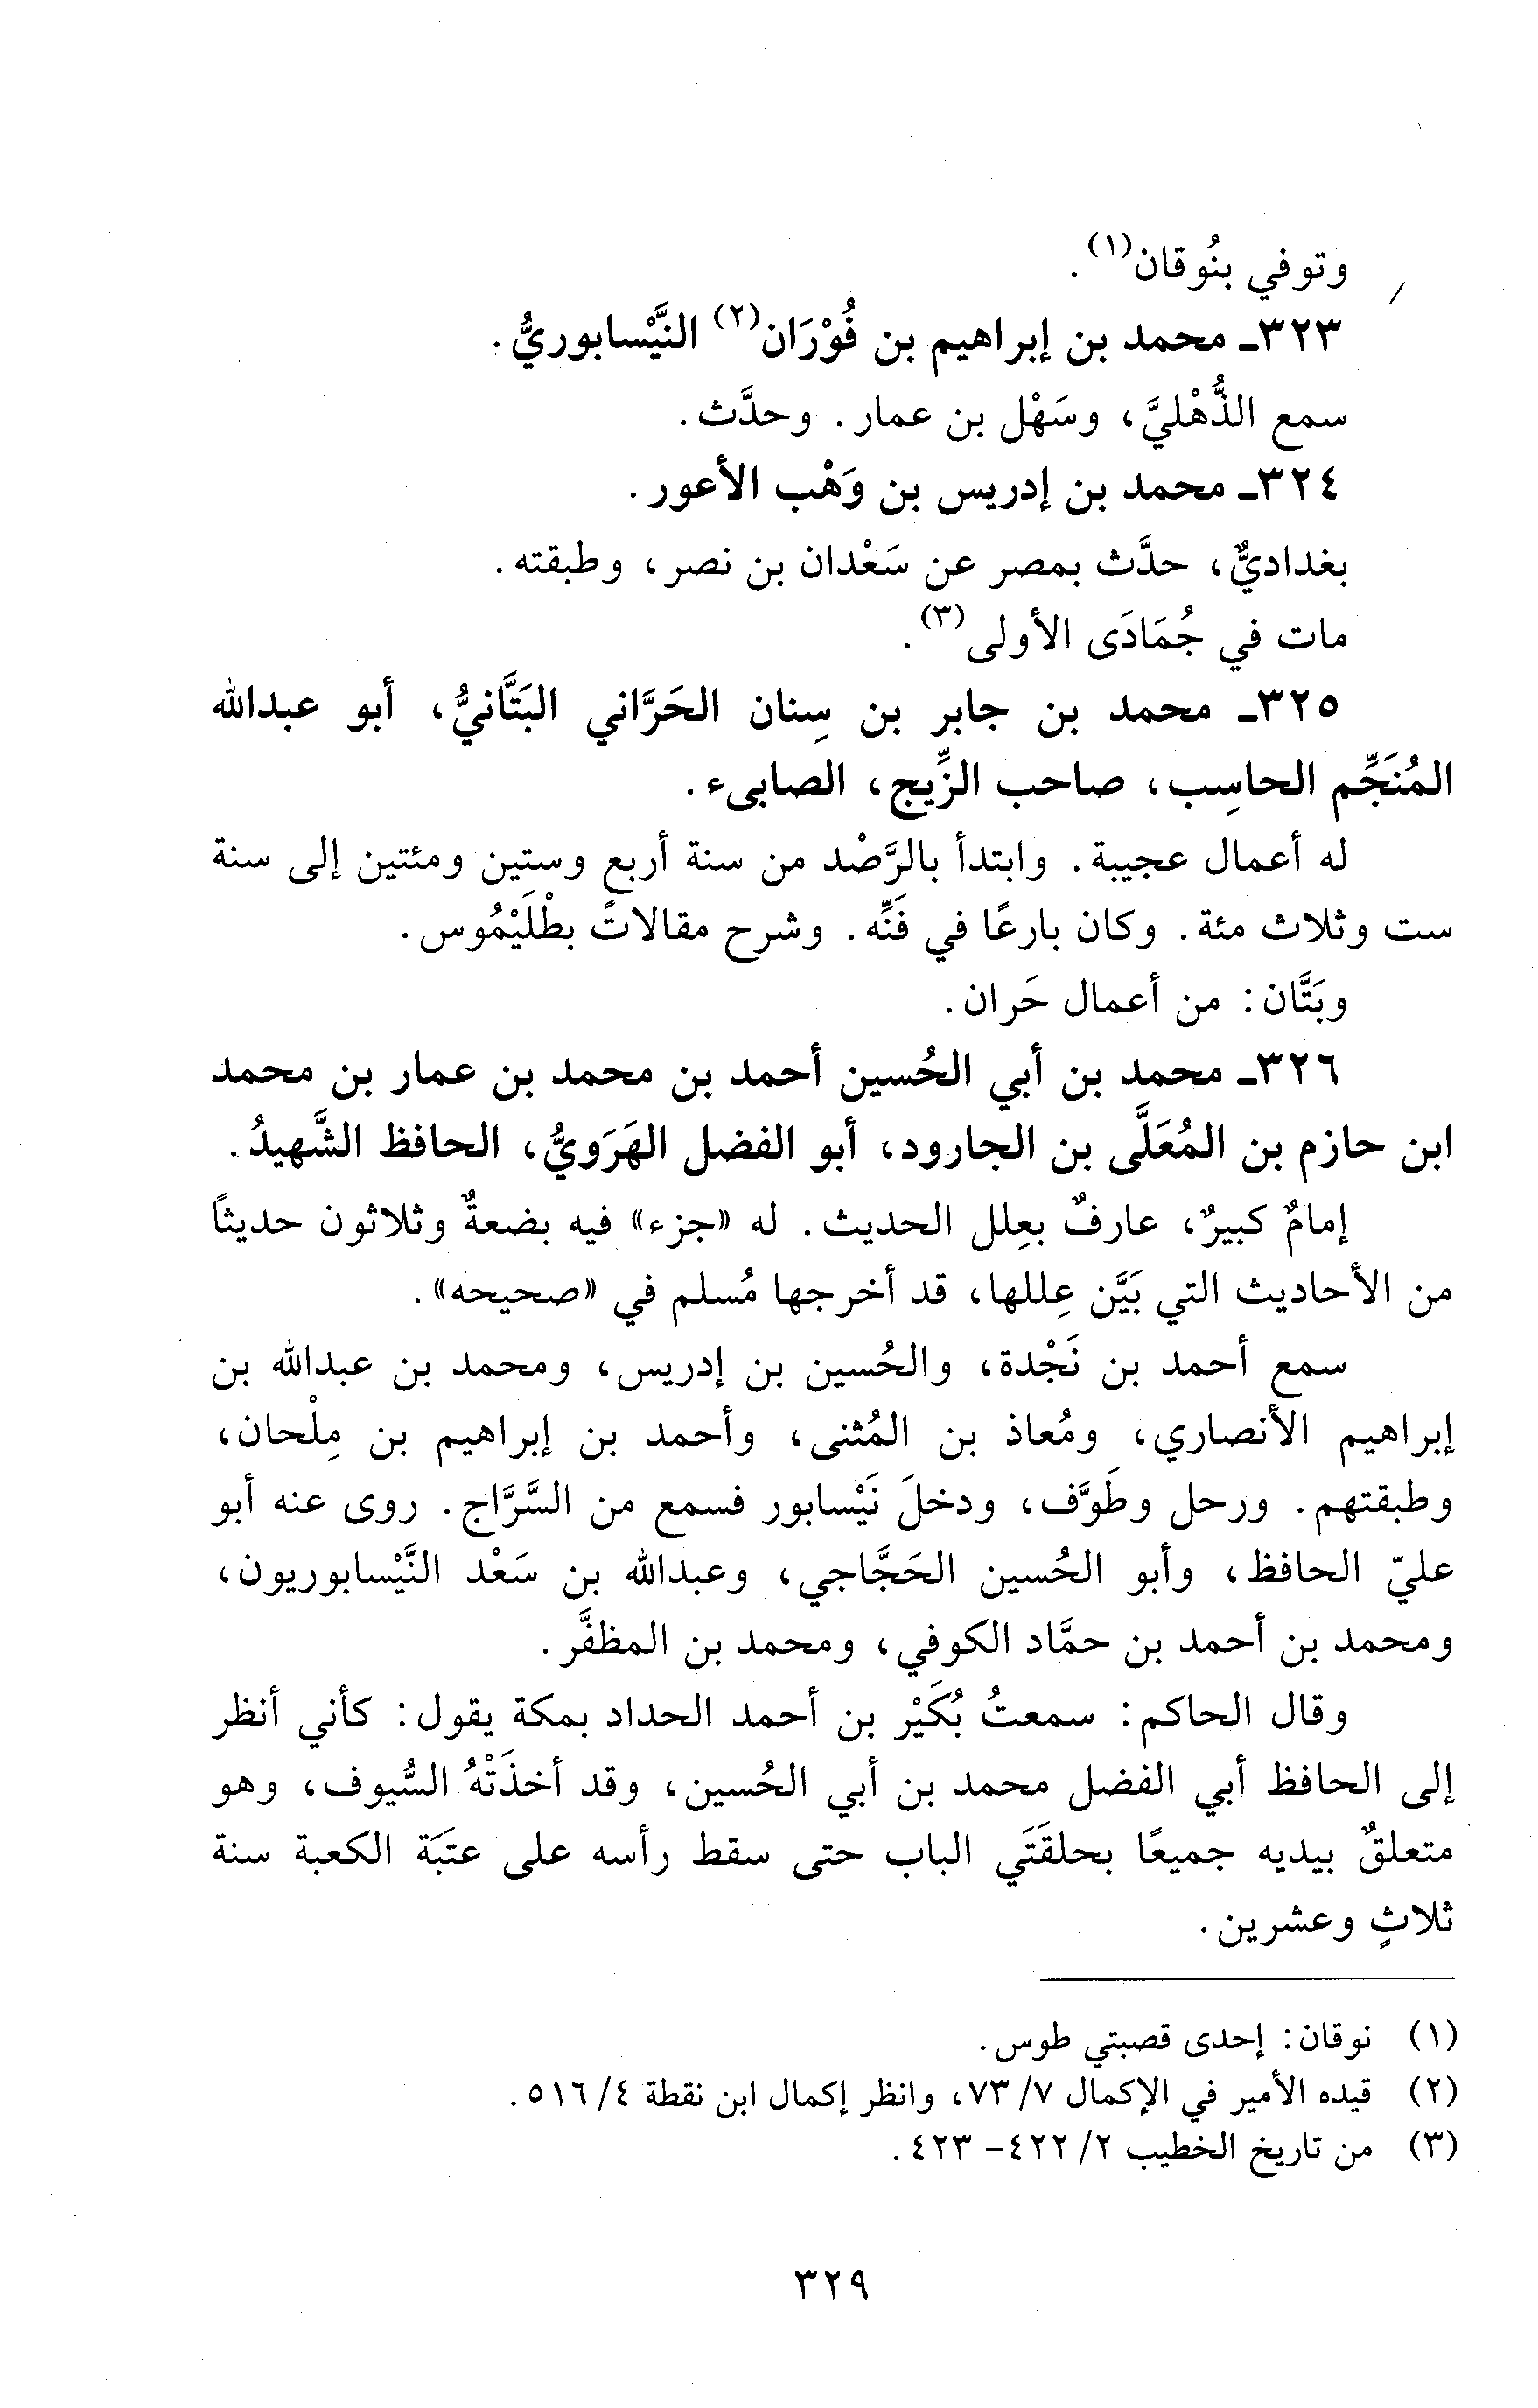 وتوفي بنُوقان(١).
٣٢٣ـ محمد بن إبراهيم بن فُوْرَان(٢) النَّيْسابوريُّ.
سمع الذُّهْليَّ، وسَهْل بن عمار. وحدَّث.
٣٢٤ـ محمد بن إدريس بن وَهْب الأعور.
بغداديٌّ، حدَّث بمصر عن سَعْدان بن نصر، وطبقته.
مات في جُمَادَى الأولى(٣).
٣٢٥ـ محمد بن جابر بن سِنان الحَرَّاني البَتَّانيُّ، أبو عبدالله
المُنَجِّم الحاسِب، صاحب الزِّيج، الصابىء.
له أعمال عجيبة. وابتدأ بالرَّصْد من سنة أربع وستين ومئتين إلى سنة
ست وثلاث مئة. وكان بارعًا في فَنِّه. وشرح مقالاتً بطْلَيْمُوس.
وبَتَّان: من أعمال حَران.
٣٢٦ـ محمد بن أبي الحُسين أحمد بن محمد بن عمار بن محمد
ابن حازم بن المُعَلَّى بن الجارود، أبو الفضل الهَرَويُّ، الحافظ الشَّهيدُ.
إمامٌ كبيرٌ، عارفٌ بعِلل الحديث. له «جزء» فيه بضعةٌ وثلاثون حديثًا
من الأحاديث التي بَيَّن عِللها، قد أخرجها مُسلم في «صحيحه».
سمع أحمد بن نَجْدة، والحُسين بن إدريس، ومحمد بن عبدالله بن
إبراهيم الأنصاري، ومُعاذ بن المُثنى، وأحمد بن إبراهيم بن مِلْحان،
وطبقتهم. ورحل وطَوَّف، ودخلَ نَيْسابور فسمع من السَّرَّاج. روى عنه أبو
عليّ الحافظ، وأبو الحُسين الحَجَّاجي، وعبدالله بن سَعْد النَّيْسابوريون،
ومحمد بن أحمد بن حمَّاد الكوفي، ومحمد بن المظفَّر.
وقال الحاكم: سمعتُ بُكَيْر بن أحمد الحداد بمكة يقول: كأني أنظر
إلى الحافظ أبي الفضل محمد بن أبي الحُسين، وقد أخذَتْهُ السُّيوف، وهو
متعلقٌ بيديه جميعًا بحلقَتَي الباب حتى سقط رأسه على عتَبَة الكعبة سنة
ثلاثٍ وعشرين.
(١) نوقان: إحدى قصبتي طوس.
(٢) قيده الأمير في الإكمال ٧/ ٧٣، وانظر إكمال ابن نقطة ٤/ ٥١٦.
(٣) من تاريخ الخطيب ٢/ ٤٢٢- ٤٢٣.
٣٢٩